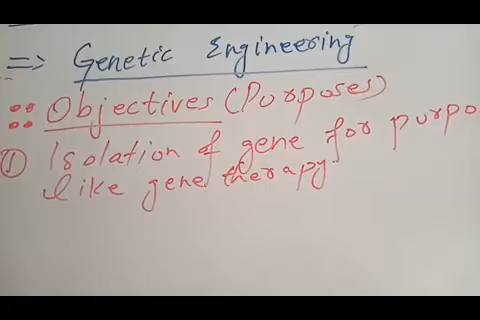 => Genetic Engineering
:: Objectives (Purposes)
① Isolation of gene for purpo
like gene therapy